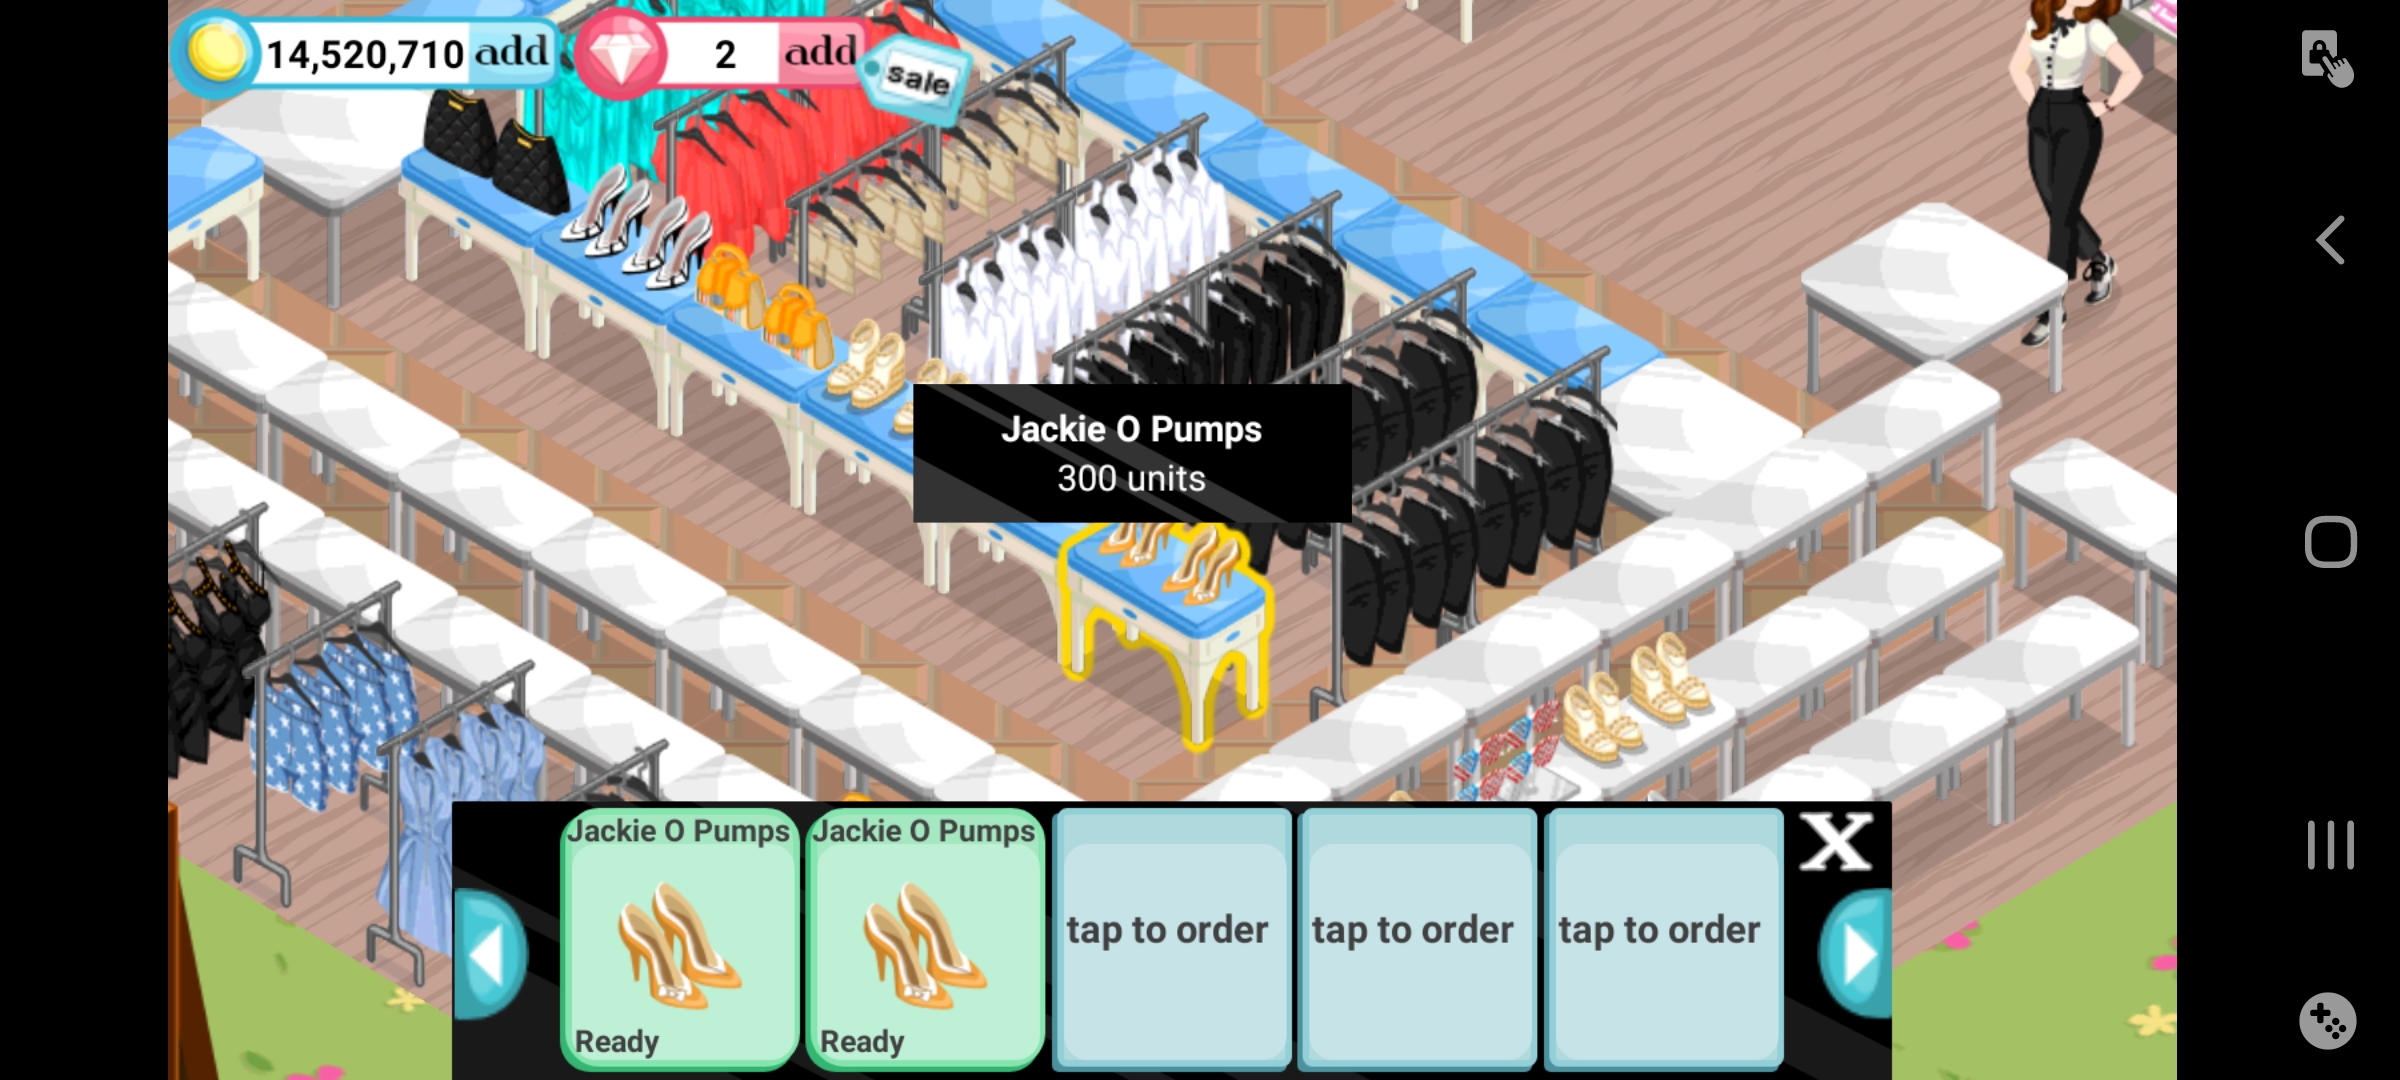 14,520,710 add
2 add
sale
Jackie O Pumps
300 units
Jackie O Pumps
Ready
Jackie O Pumps
Ready
tap to order
tap to order
tap to order
X